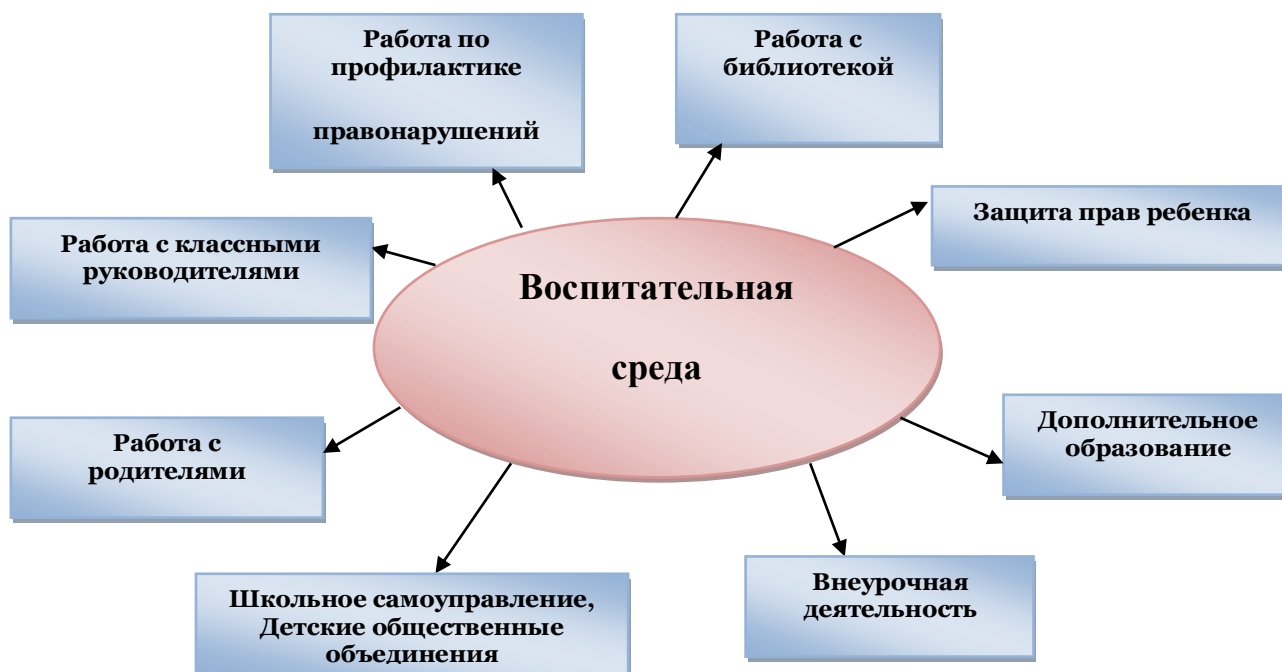 Работа по
профилактике
правонарушений
Работа с
библиотекой
Защита прав ребенка
Работа с классными
руководителями
Воспитательная
среда
Дополнительное
образование
Работа с
родителями
Внеурочная
деятельность
Школьное самоуправление,
Детские общественные
объединения